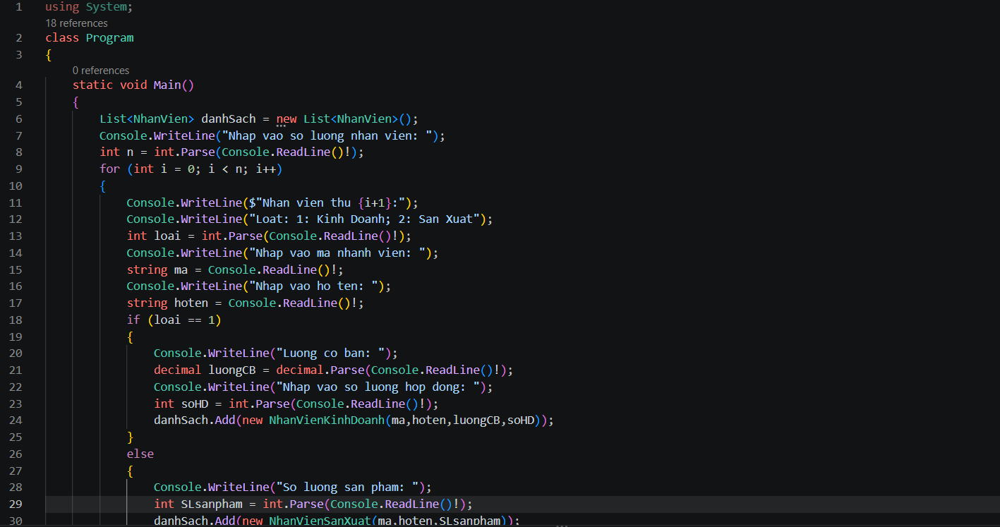 1 using System;
18 references
2 class Program
3 {
0 references
4 static void Main()
5 {
6 List<NhanVien> danhSach = new List<NhanVien>();
7 Console.WriteLine("Nhap vao so luong nhan vien: ");
8 int n = int.Parse(Console.ReadLine()!);
9 for (int i = 0; i < n; i++)
10 {
11 Console.WriteLine($"Nhan vien thu {i+1}:");
12 Console.WriteLine("Loat: 1: Kinh Doanh; 2: San Xuat");
13 int loai = int.Parse(Console.ReadLine()!);
14 Console.WriteLine("Nhap vao ma nhanh vien: ");
15 string ma = Console.ReadLine()!;
16 Console.WriteLine("Nhap vao ho ten: ");
17 string hoten = Console.ReadLine()!;
18 if (loai == 1)
19 {
20 Console.WriteLine("Luong co ban: ");
21 decimal luongCB = decimal.Parse(Console.ReadLine()!);
22 Console.WriteLine("Nhap vao so luong hop dong: ");
23 int soHD = int.Parse(Console.ReadLine()!);
24 danhSach.Add(new NhanVienKinhDoanh(ma,hoten,luongCB,soHD));
25 }
26 else
27 {
28 Console.WriteLine("So luong san pham: ");
29 int SLsanpham = int.Parse(Console.ReadLine()!);
30 danhSach.Add(new NhanVienSanXuat(ma,hoten,SLsanpham));